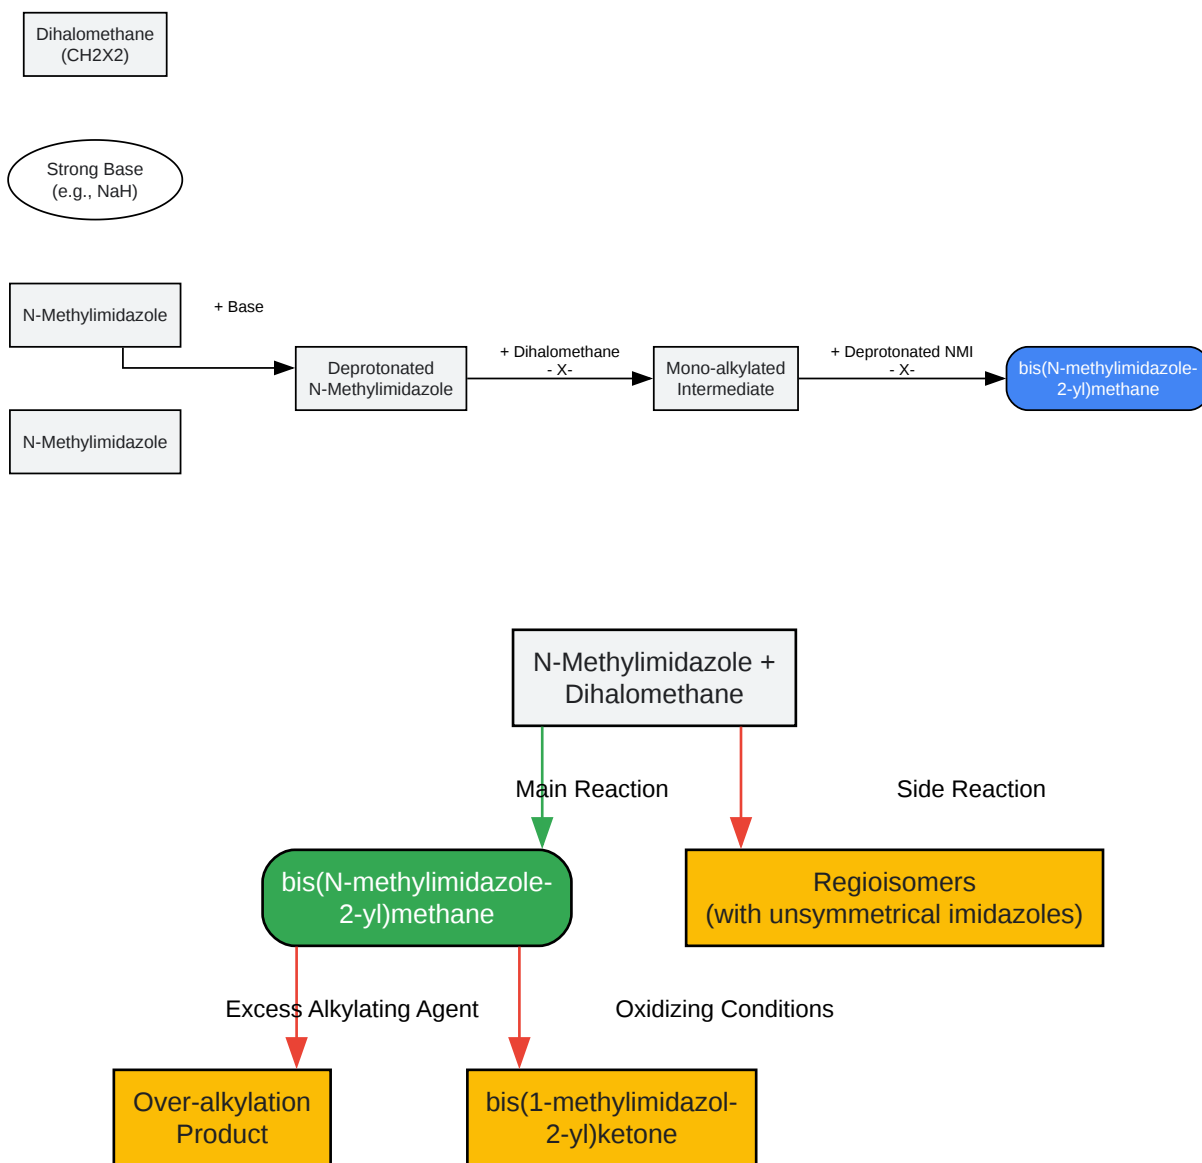 Dihalomethane
(CH2X2)
Strong Base
(e.g., NaH)
N-Methylimidazole
+ Base
Deprotonated
N-Methylimidazole
+ Dihalomethane
- X-
Mono-alkylated
Intermediate
+ Deprotonated NMI
- X-
bis(N-methylimidazole-
2-yl)methane
N-Methylimidazole
N-Methylimidazole +
Dihalomethane
Main Reaction
Side Reaction
bis(N-methylimidazole-
2-yl)methane
Regioisomers
(with unsymmetrical imidazoles)
Excess Alkylating Agent
Oxidizing Conditions
Over-alkylation
Product
bis(1-methylimidazol-
2-yl)ketone